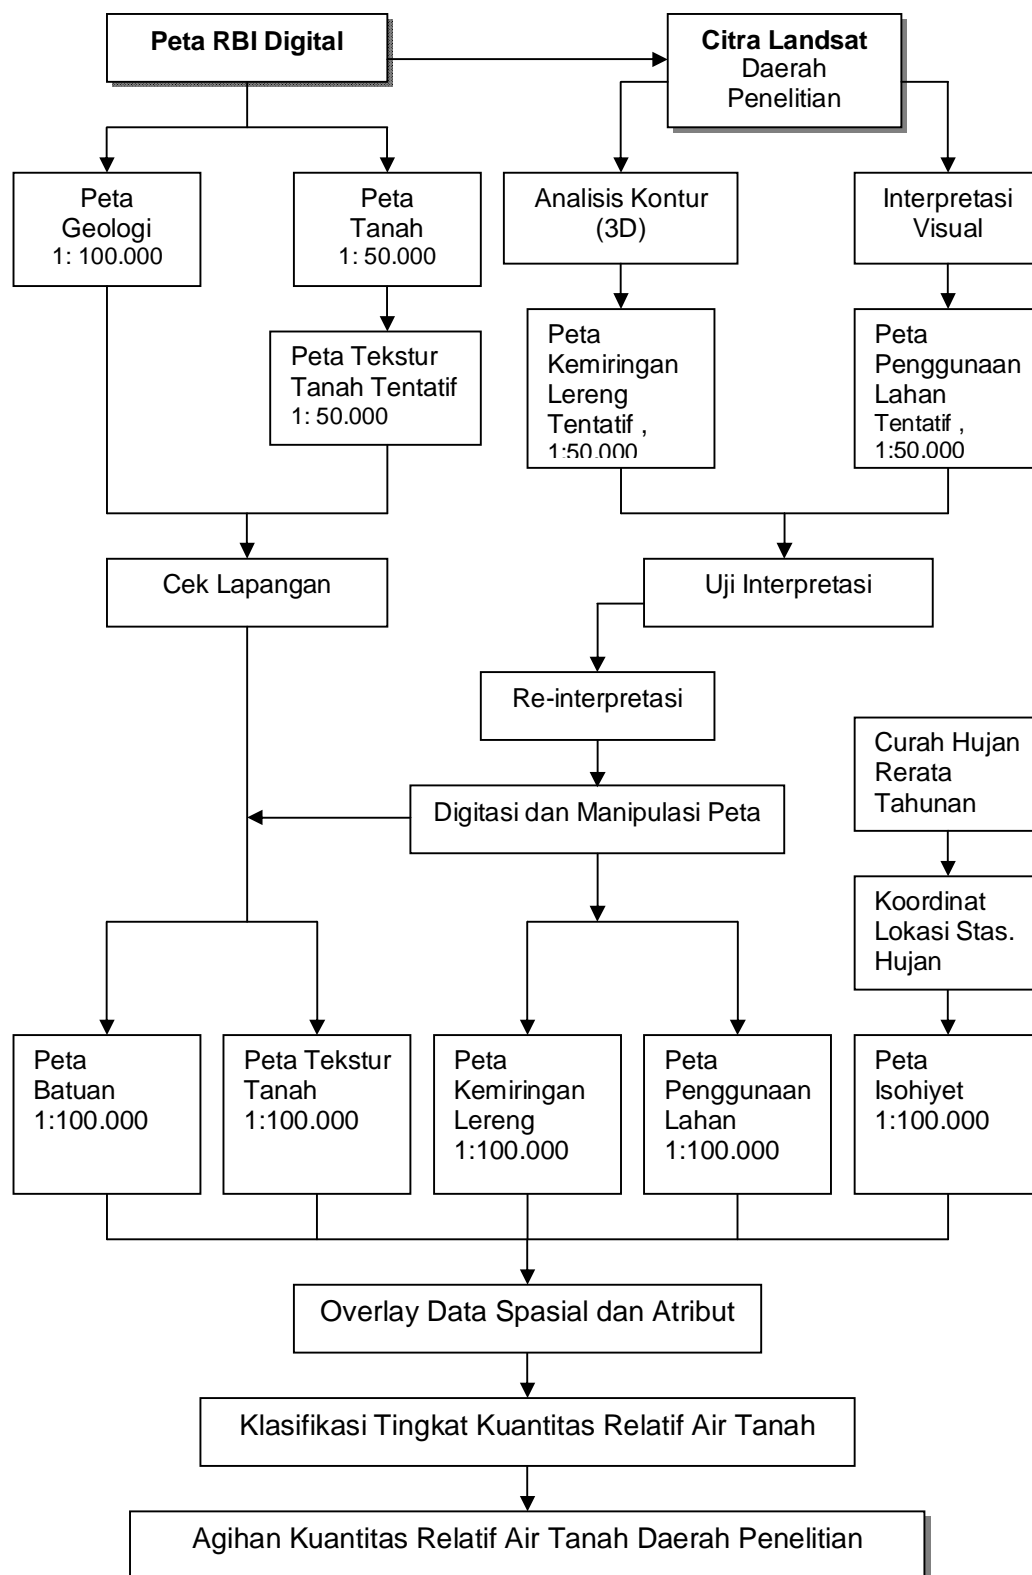 Peta RBI Digital
Citra Landsat
Daerah
Penelitian
Peta
Geologi
1: 100.000
Peta
Tanah
1: 50.000
Analisis Kontur
(3D)
Interpretasi
Visual
Peta Tekstur
Tanah Tentatif
1: 50.000
Peta
Kemiringan
Lereng
Tentatif ,
1:50.000
Peta
Penggunaan
Lahan
Tentatif ,
1:50.000
Cek Lapangan
Uji Interpretasi
Re-interpretasi
Digitasi dan Manipulasi Peta
Curah Hujan
Rerata
Tahunan
Koordinat
Lokasi Stas.
Hujan
Peta
Batuan
1:100.000
Peta Tekstur
Tanah
1:100.000
Peta
Kemiringan
Lereng
1:100.000
Peta
Penggunaan
Lahan
1:100.000
Peta
Isohiyet
1:100.000
Overlay Data Spasial dan Atribut
Klasifikasi Tingkat Kuantitas Relatif Air Tanah
Agihan Kuantitas Relatif Air Tanah Daerah Penelitian